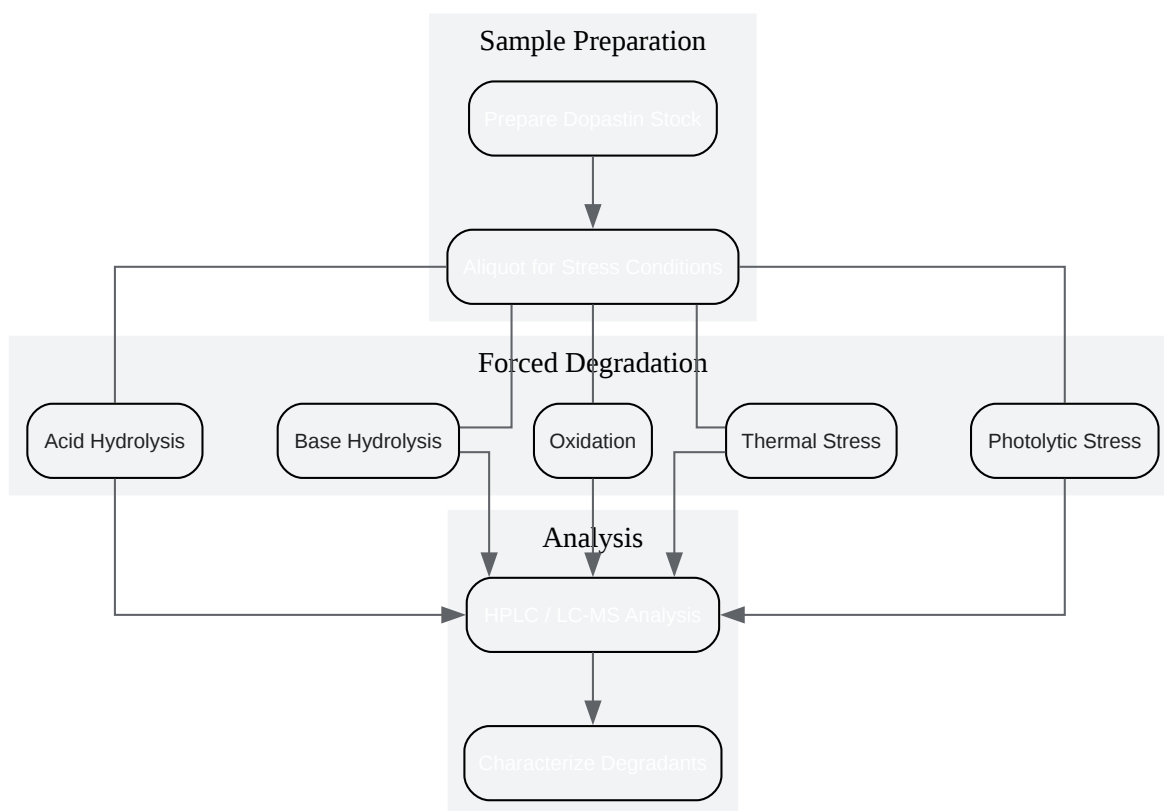 Sample Preparation
Prepare Dopastin Stock
Aliquot for Stress Conditions
Forced Degradation
Acid Hydrolysis
Base Hydrolysis
Oxidation
Thermal Stress
Photolytic Stress
Analysis
HPLC / LC-MS Analysis
Characterize Degradants